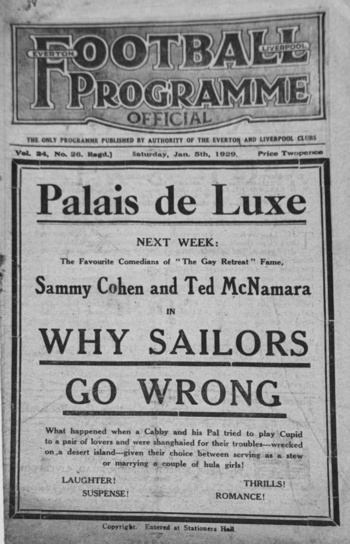 EVERTON LIVERPOOL
FOOTBALL
PROGRAMME
OFFICIAL
THE ONLY PROGRAMME PUBLISHED BY AUTHORITY OF THE EVERTON AND LIVERPOOL CLUBS
Vol. 24, No. 26. Regd.] Saturday, Jan. 5th, 1929. Price Twopence
Palais de Luxe
NEXT WEEK:
The Favourite Comedians of "The Gay Retreat" Fame,
Sammy Cohen and Ted McNamara
IN
WHY SAILORS
GO WRONG
What happened when a Cabby and his Pal tried to play Cupid
to a pair of lovers and were shanghaied for their troubles—wrecked
on a desert island—given their choice between serving as a stew
or marrying a couple of hula girls!
LAUGHTER! THRILLS!
SUSPENSE! ROMANCE!
Copyright. Entered at Stationers Hall.